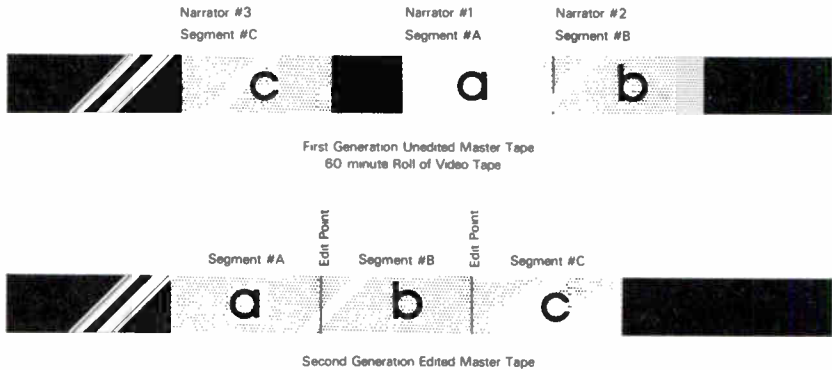 Narrator #3 Narrator #1 Narrator #2
Segment #C Segment #A Segment #B
c a b
First Generation Unedited Master Tape
60 minute Roll of Video Tape
Edit Point Edit Point
Segment #A Segment #B Segment #C
a b c
Second Generation Edited Master Tape